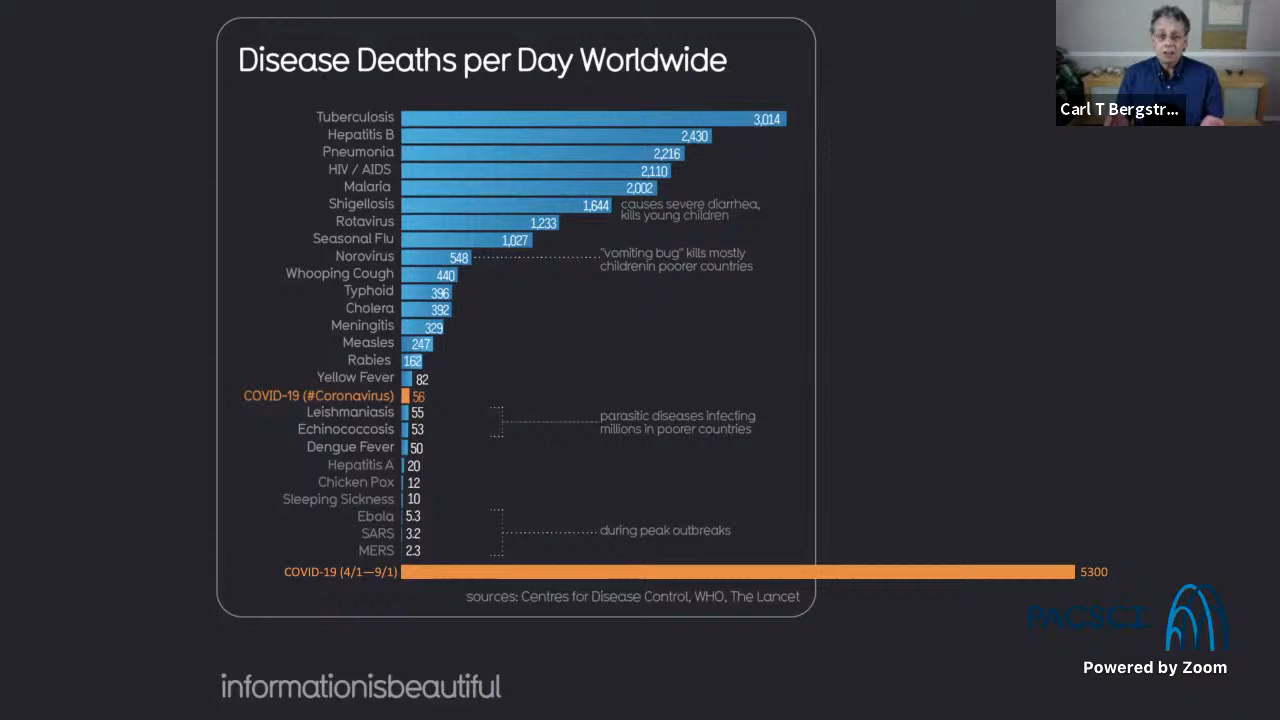 Disease Deaths per Day Worldwide
Carl T Bergstr...
Tuberculosis 3,014
Hepatitis B 2,430
Pneumonia 2,216
HIV / AIDS 2,110
Malaria 2,002
Shigellosis 1,644 causes severe diarrhea,
kills young children
Rotavirus 1,233
Seasonal Flu 1,027
Norovirus 548 "vomiting bug" kills mostly
childrenin poorer countries
Whooping Cough 440
Typhoid 396
Cholera 392
Meningitis 329
Measles 247
Rabies 162
Yellow Fever 82
COVID-19 (#Coronavirus) 56
Leishmaniasis 55 parasitic diseases infecting
Echinococcosis 53 millions in poorer countries
Dengue Fever 50
Hepatitis A 20
Chicken Pox 12
Sleeping Sickness 10
Ebola 5.3
SARS 3.2 during peak outbreaks
MERS 2.3
COVID-19 (4/1—9/1) 5300
sources: Centres for Disease Control, WHO, The Lancet
PACSCI
Powered by Zoom
informationisbeautiful